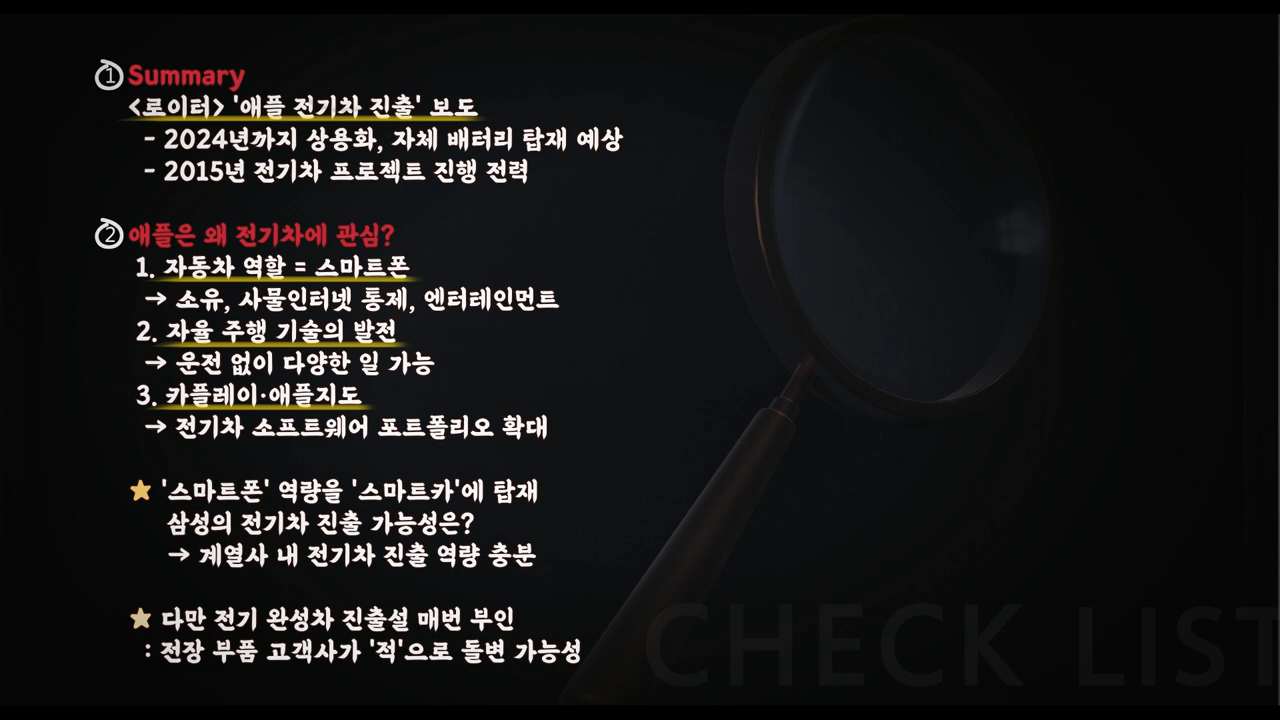 ① Summary
<로이터> '애플 전기차 진출' 보도
- 2024년까지 상용화, 자체 배터리 탑재 예상
- 2015년 전기차 프로젝트 진행 전력
② 애플은 왜 전기차에 관심?
1. 자동차 역할 = 스마트폰
→ 소유, 사물인터넷 통제, 엔터테인먼트
2. 자율 주행 기술의 발전
→ 운전 없이 다양한 일 가능
3. 카플레이·애플지도
→ 전기차 소프트웨어 포트폴리오 확대
★ '스마트폰' 역량을 '스마트카'에 탑재
삼성의 전기차 진출 가능성은?
→ 계열사 내 전기차 진출 역량 충분
★ 다만 전기 완성차 진출설 매번 부인
: 전장 부품 고객사가 '적'으로 돌변 가능성
CHECK LIST